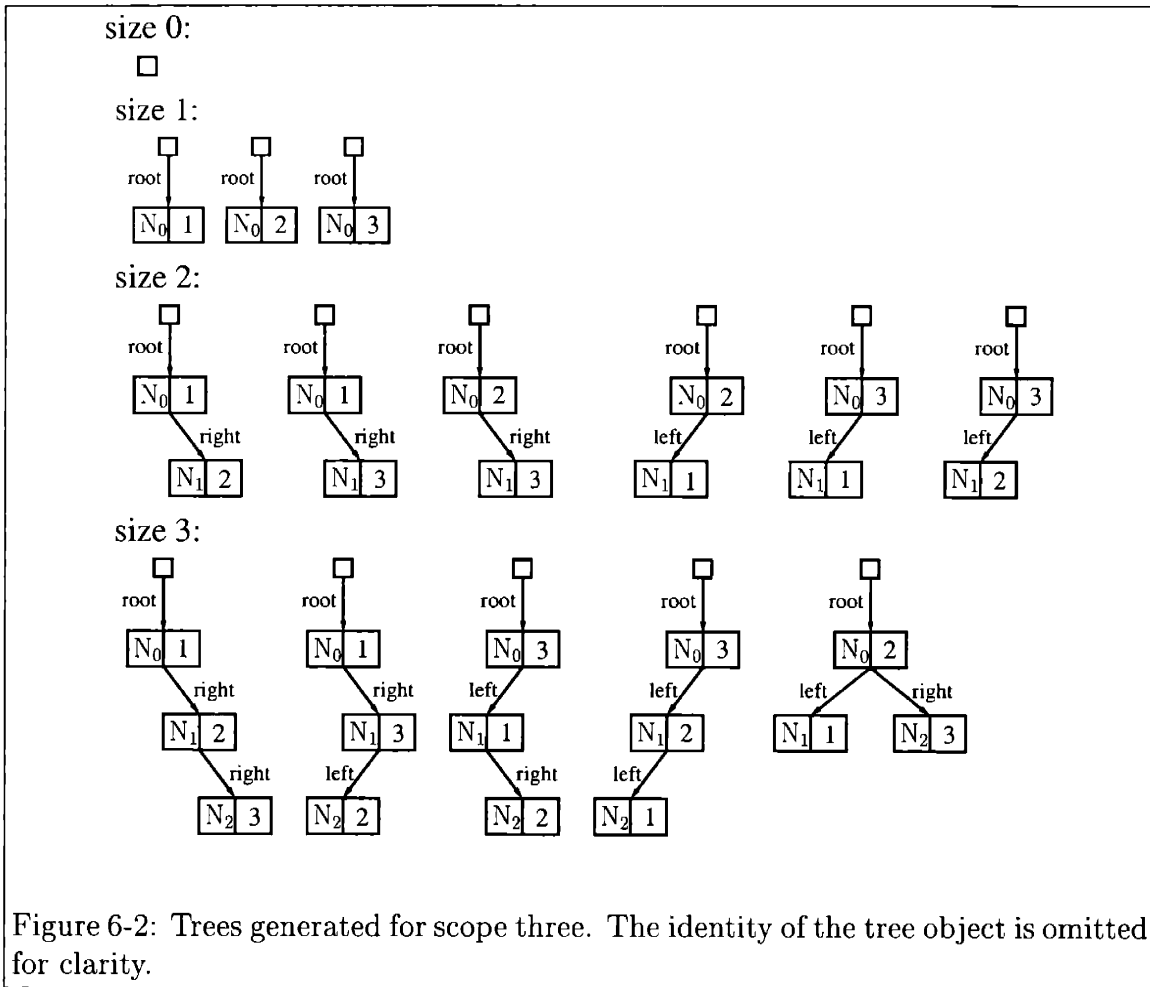 size 0:
size 1:
root root root
N₀ 1 N₀ 2 N₀ 3
size 2:
root root root root root root
N₀ 1 N₀ 1 N₀ 2 N₀ 2 N₀ 3 N₀ 3
right right right left left left
N₁ 2 N₁ 3 N₁ 3 N₁ 1 N₁ 1 N₁ 2
size 3:
root root root root root
N₀ 1 N₀ 1 N₀ 3 N₀ 3 N₀ 2
right right left left left right
N₁ 2 N₁ 3 N₁ 1 N₁ 2 N₁ 1 N₂ 3
right left right left
N₂ 3 N₂ 2 N₂ 2 N₂ 1
Figure 6-2: Trees generated for scope three. The identity of the tree object is omitted
for clarity.